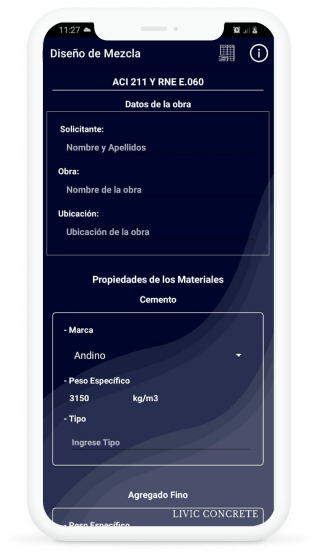 11:27
Diseño de Mezcla
ACI 211 Y RNE E.060
Datos de la obra
Solicitante:
Nombre y Apellidos
Obra:
Nombre de la obra
Ubicación:
Ubicación de la obra
Propiedades de los Materiales
Cemento
- Marca
Andino
- Peso Específico
3150 kg/m3
- Tipo
Ingrese Tipo
Agregado Fino
LIVIC CONCRETE
- Peso Específico